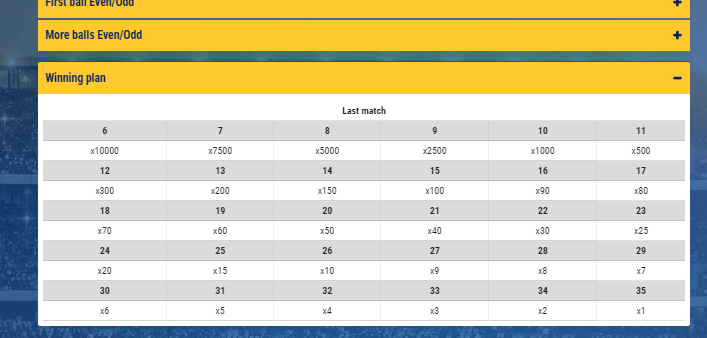 First ball Even/Odd
More balls Even/Odd
Winning plan
Last match
6 7 8 9 10 11
x10000 x7500 x5000 x2500 x1000 x500
12 13 14 15 16 17
x300 x200 x150 x100 x90 x80
18 19 20 21 22 23
x70 x60 x50 x40 x30 x25
24 25 26 27 28 29
x20 x15 x10 x9 x8 x7
30 31 32 33 34 35
x6 x5 x4 x3 x2 x1